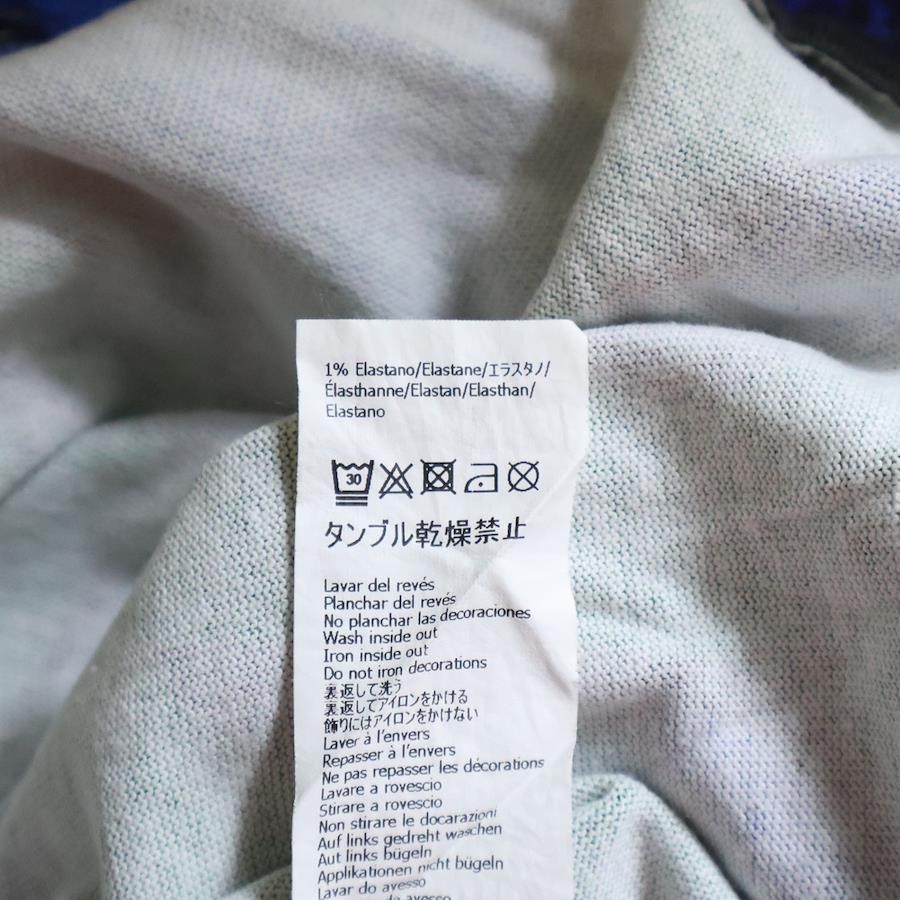 1% Elastano/Elastane/エラスタノ/
Élasthanne/Elastan/Elasthan/
Elastano
30
タンブル乾燥禁止
Lavar del revés
Planchar del revés
No planchar las decoraciones
Wash inside out
Iron inside out
Do not iron decorations
裏返して洗う
裏返してアイロンをかける
飾りにはアイロンをかけない
Laver à l'envers
Repasser à l'envers
Ne pas repasser les décorations
Lavare a rovescio
Stirare a rovescio
Non stirare le docarazioni
Auf links gedreht waschen
Aut links bügeln
Applikationen nicht bügeln
Lavar do avesso
Passar do avesso